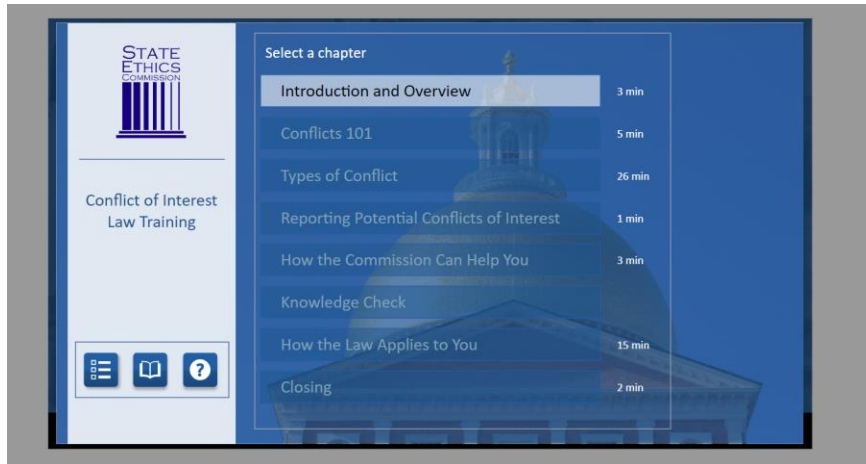 STATE
ETHICS
COMMISSION
Conflict of Interest
Law Training
?
Select a chapter
Introduction and Overview 3 min
Conflicts 101 5 min
Types of Conflict 26 min
Reporting Potential Conflicts of Interest 1 min
How the Commission Can Help You 3 min
Knowledge Check
How the Law Applies to You 15 min
Closing 2 min